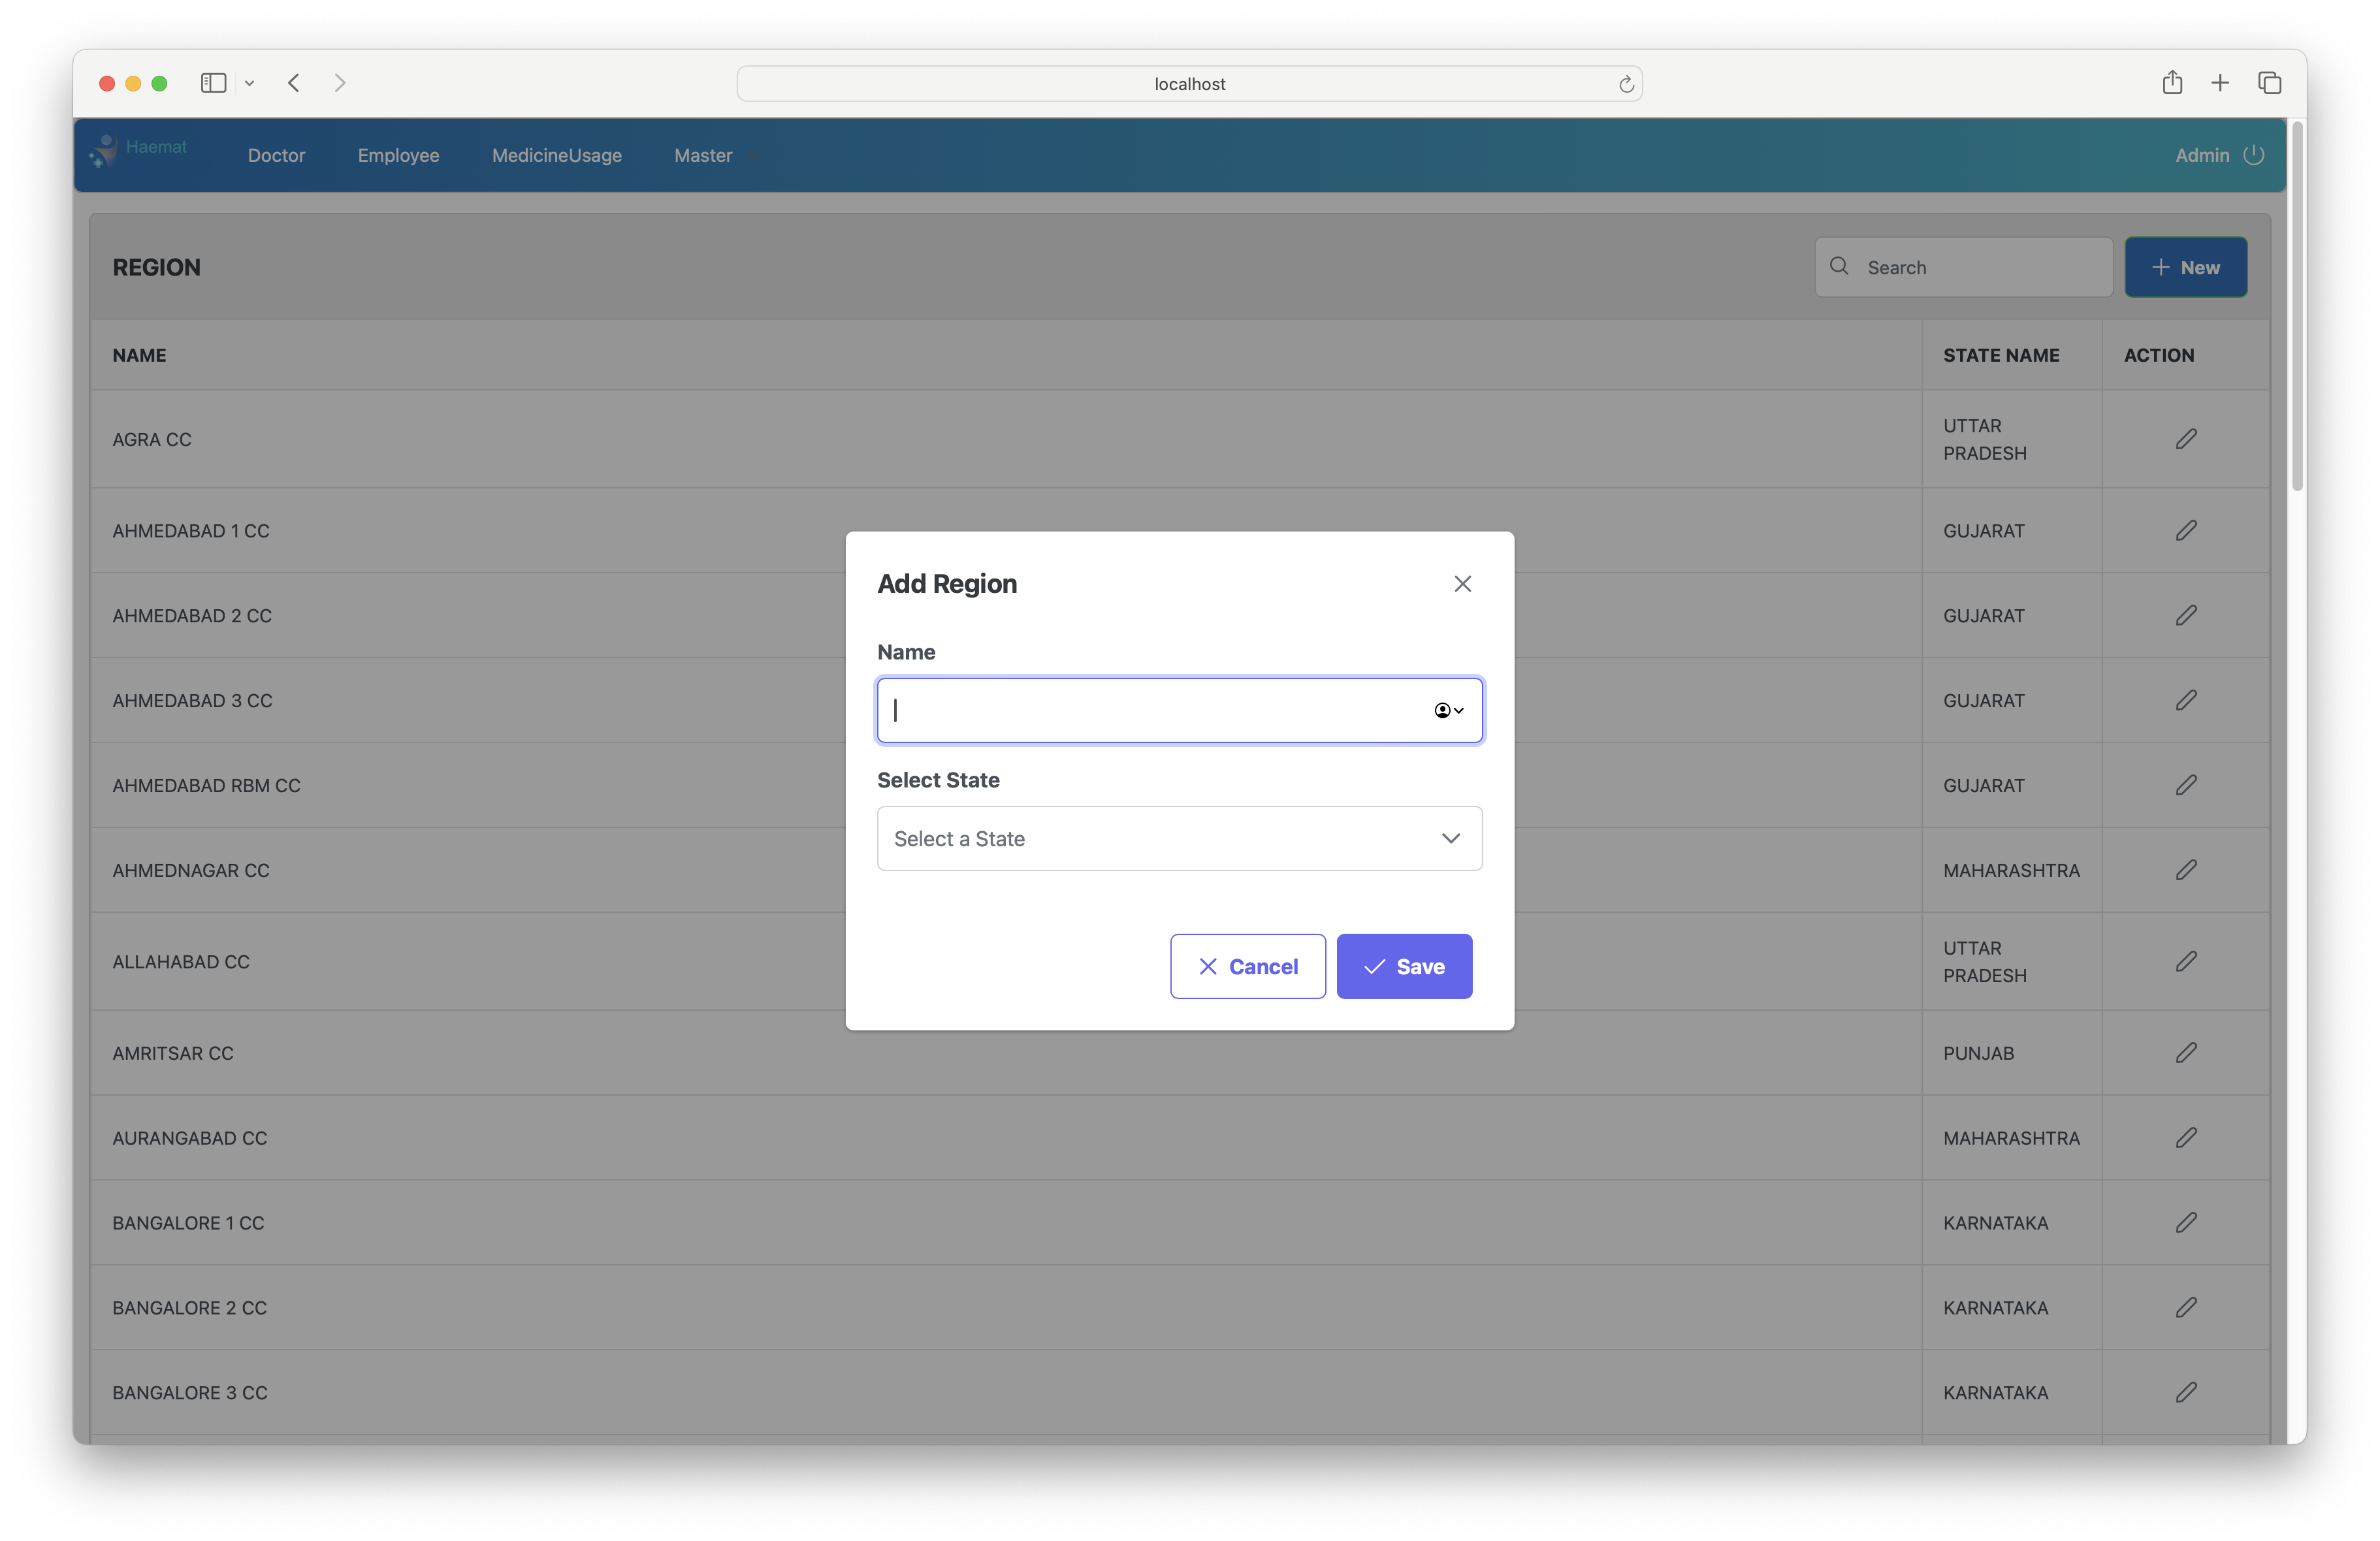 localhost
Haemat
Doctor Employee MedicineUsage Master Admin
REGION Search New
NAME STATE NAME ACTION
AGRA CC UTTAR
PRADESH
AHMEDABAD 1 CC GUJARAT
AHMEDABAD 2 CC GUJARAT
AHMEDABAD 3 CC GUJARAT
AHMEDABAD RBM CC GUJARAT
AHMEDNAGAR CC MAHARASHTRA
ALLAHABAD CC UTTAR
PRADESH
AMRITSAR CC PUNJAB
AURANGABAD CC MAHARASHTRA
BANGALORE 1 CC KARNATAKA
BANGALORE 2 CC KARNATAKA
BANGALORE 3 CC KARNATAKA
Add Region
Name
Select State
Select a State
Cancel Save